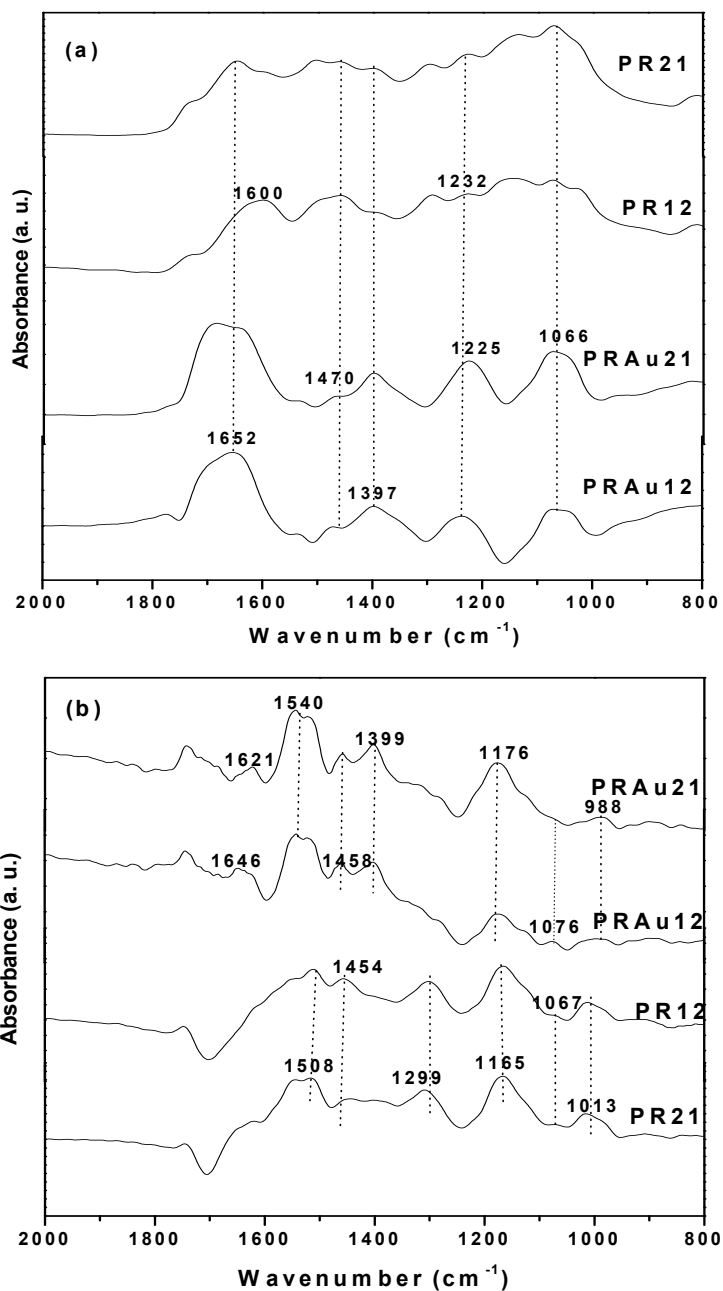 (a)
PR21
1600
1232
PR12
1066
1225
PRAu21
1470
1652
PRAu12
1397
Absorbance (a. u.)
2000 1800 1600 1400 1200 1000 800
Wavenumber (cm⁻¹)
(b)
1540
1399
1621
1176
PRAu21
988
1646
1458
PRAu12
1076
1454
PR12
1067
1508
1299
1165
PR21
1013
Absorbance (a. u.)
2000 1800 1600 1400 1200 1000 800
Wavenumber (cm⁻¹)